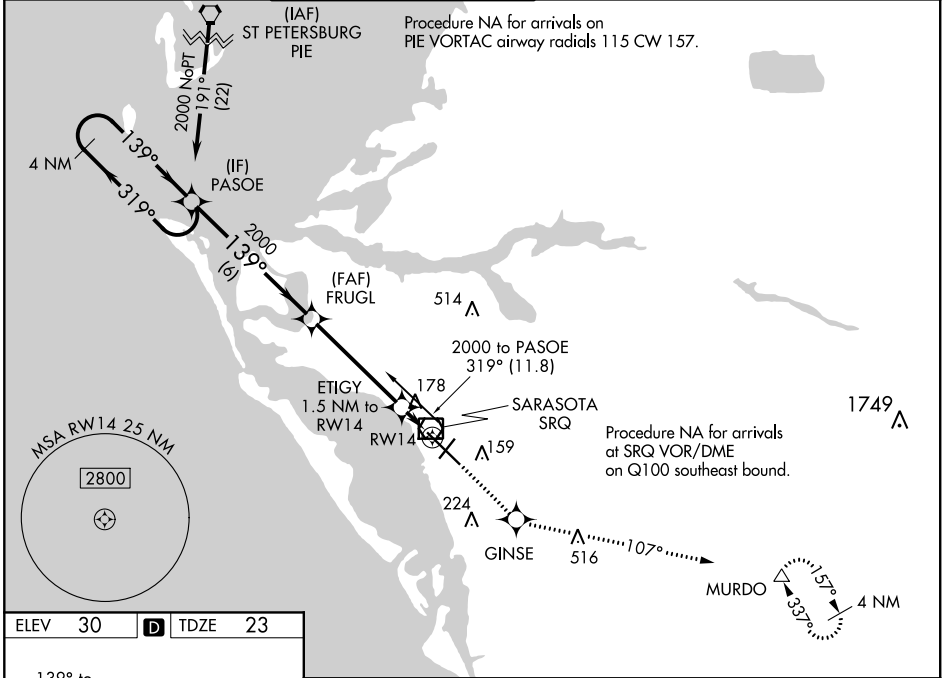 (IAF)
ST PETERSBURG
PIE
Procedure NA for arrivals on
PIE VORTAC airway radials 115 CW 157.
2000 NoPT
191°
(22)
139°
4 NM
319°
(IF)
PASOE
2000
139°
(6)
(FAF)
FRUGL
514
2000 to PASOE
319° (11.8)
ETIGY
1.5 NM to
RW14
178
SARASOTA
SRQ
RW14
159
1749
Procedure NA for arrivals
at SRQ VOR/DME
on Q100 southeast bound.
MSA RW14 25 NM
2800
224
GINSE
516
107°
MURDO
157°
337°
4 NM
ELEV 30 D TDZE 23
139° to